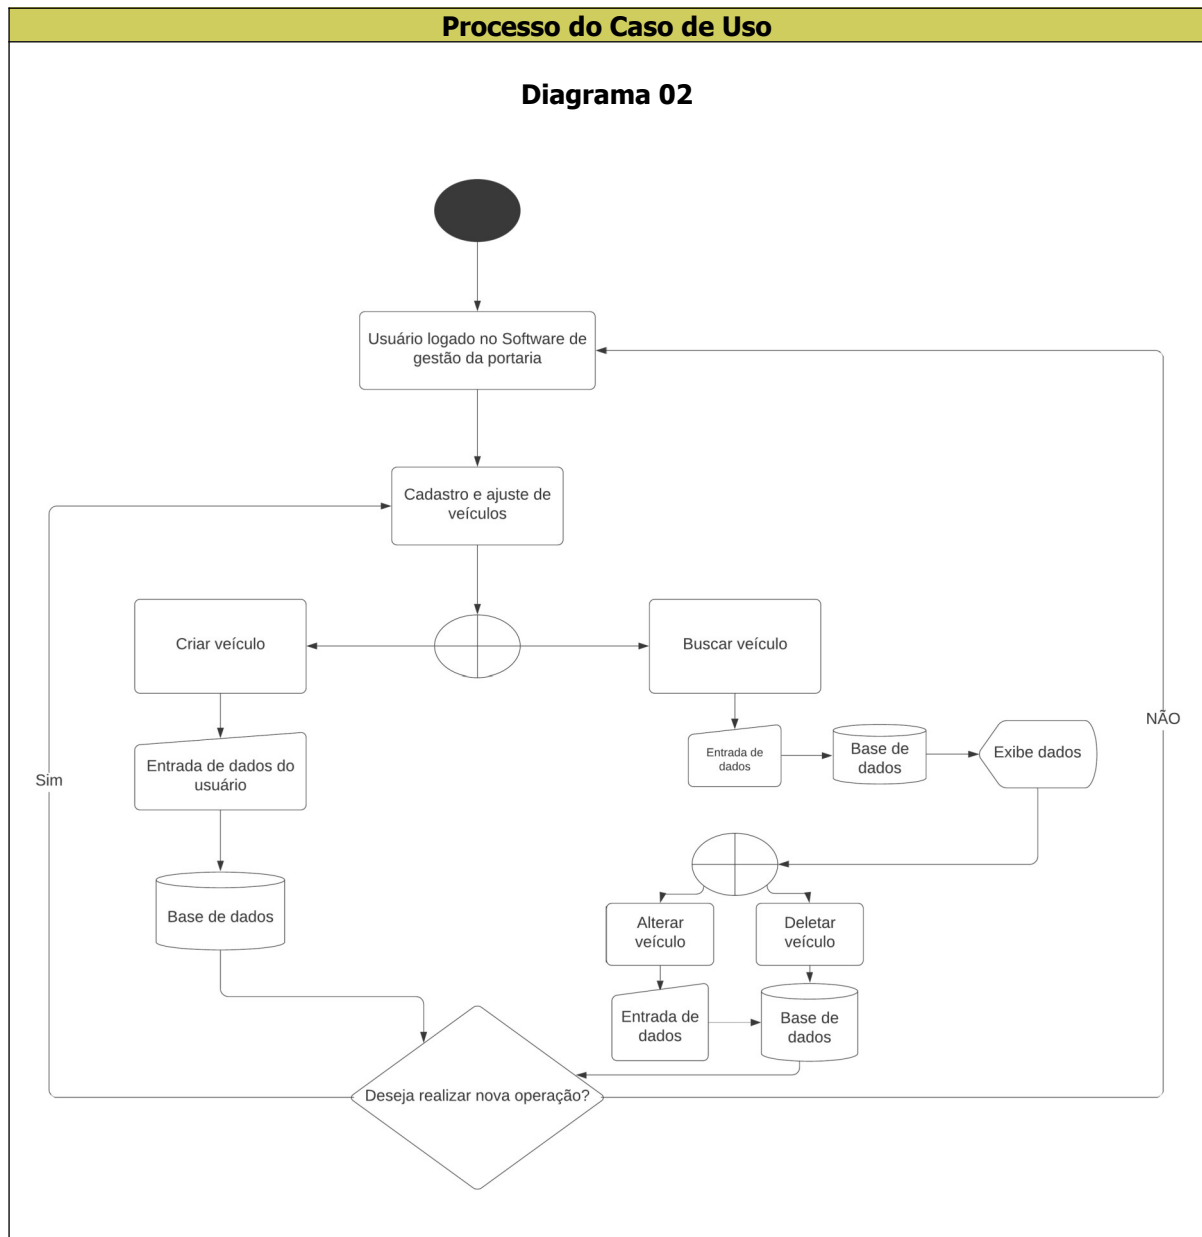 Processo do Caso de Uso
Diagrama 02
Usuário logado no Software de
gestão da portaria
Cadastro e ajuste de
veículos
Criar veículo
Buscar veículo
NÃO
Entrada de dados do
usuário
Sim
Entrada de
dados
Base de
dados
Exibe dados
Base de dados
Alterar
veículo
Deletar
veículo
Entrada de
dados
Base de
dados
Deseja realizar nova operação?